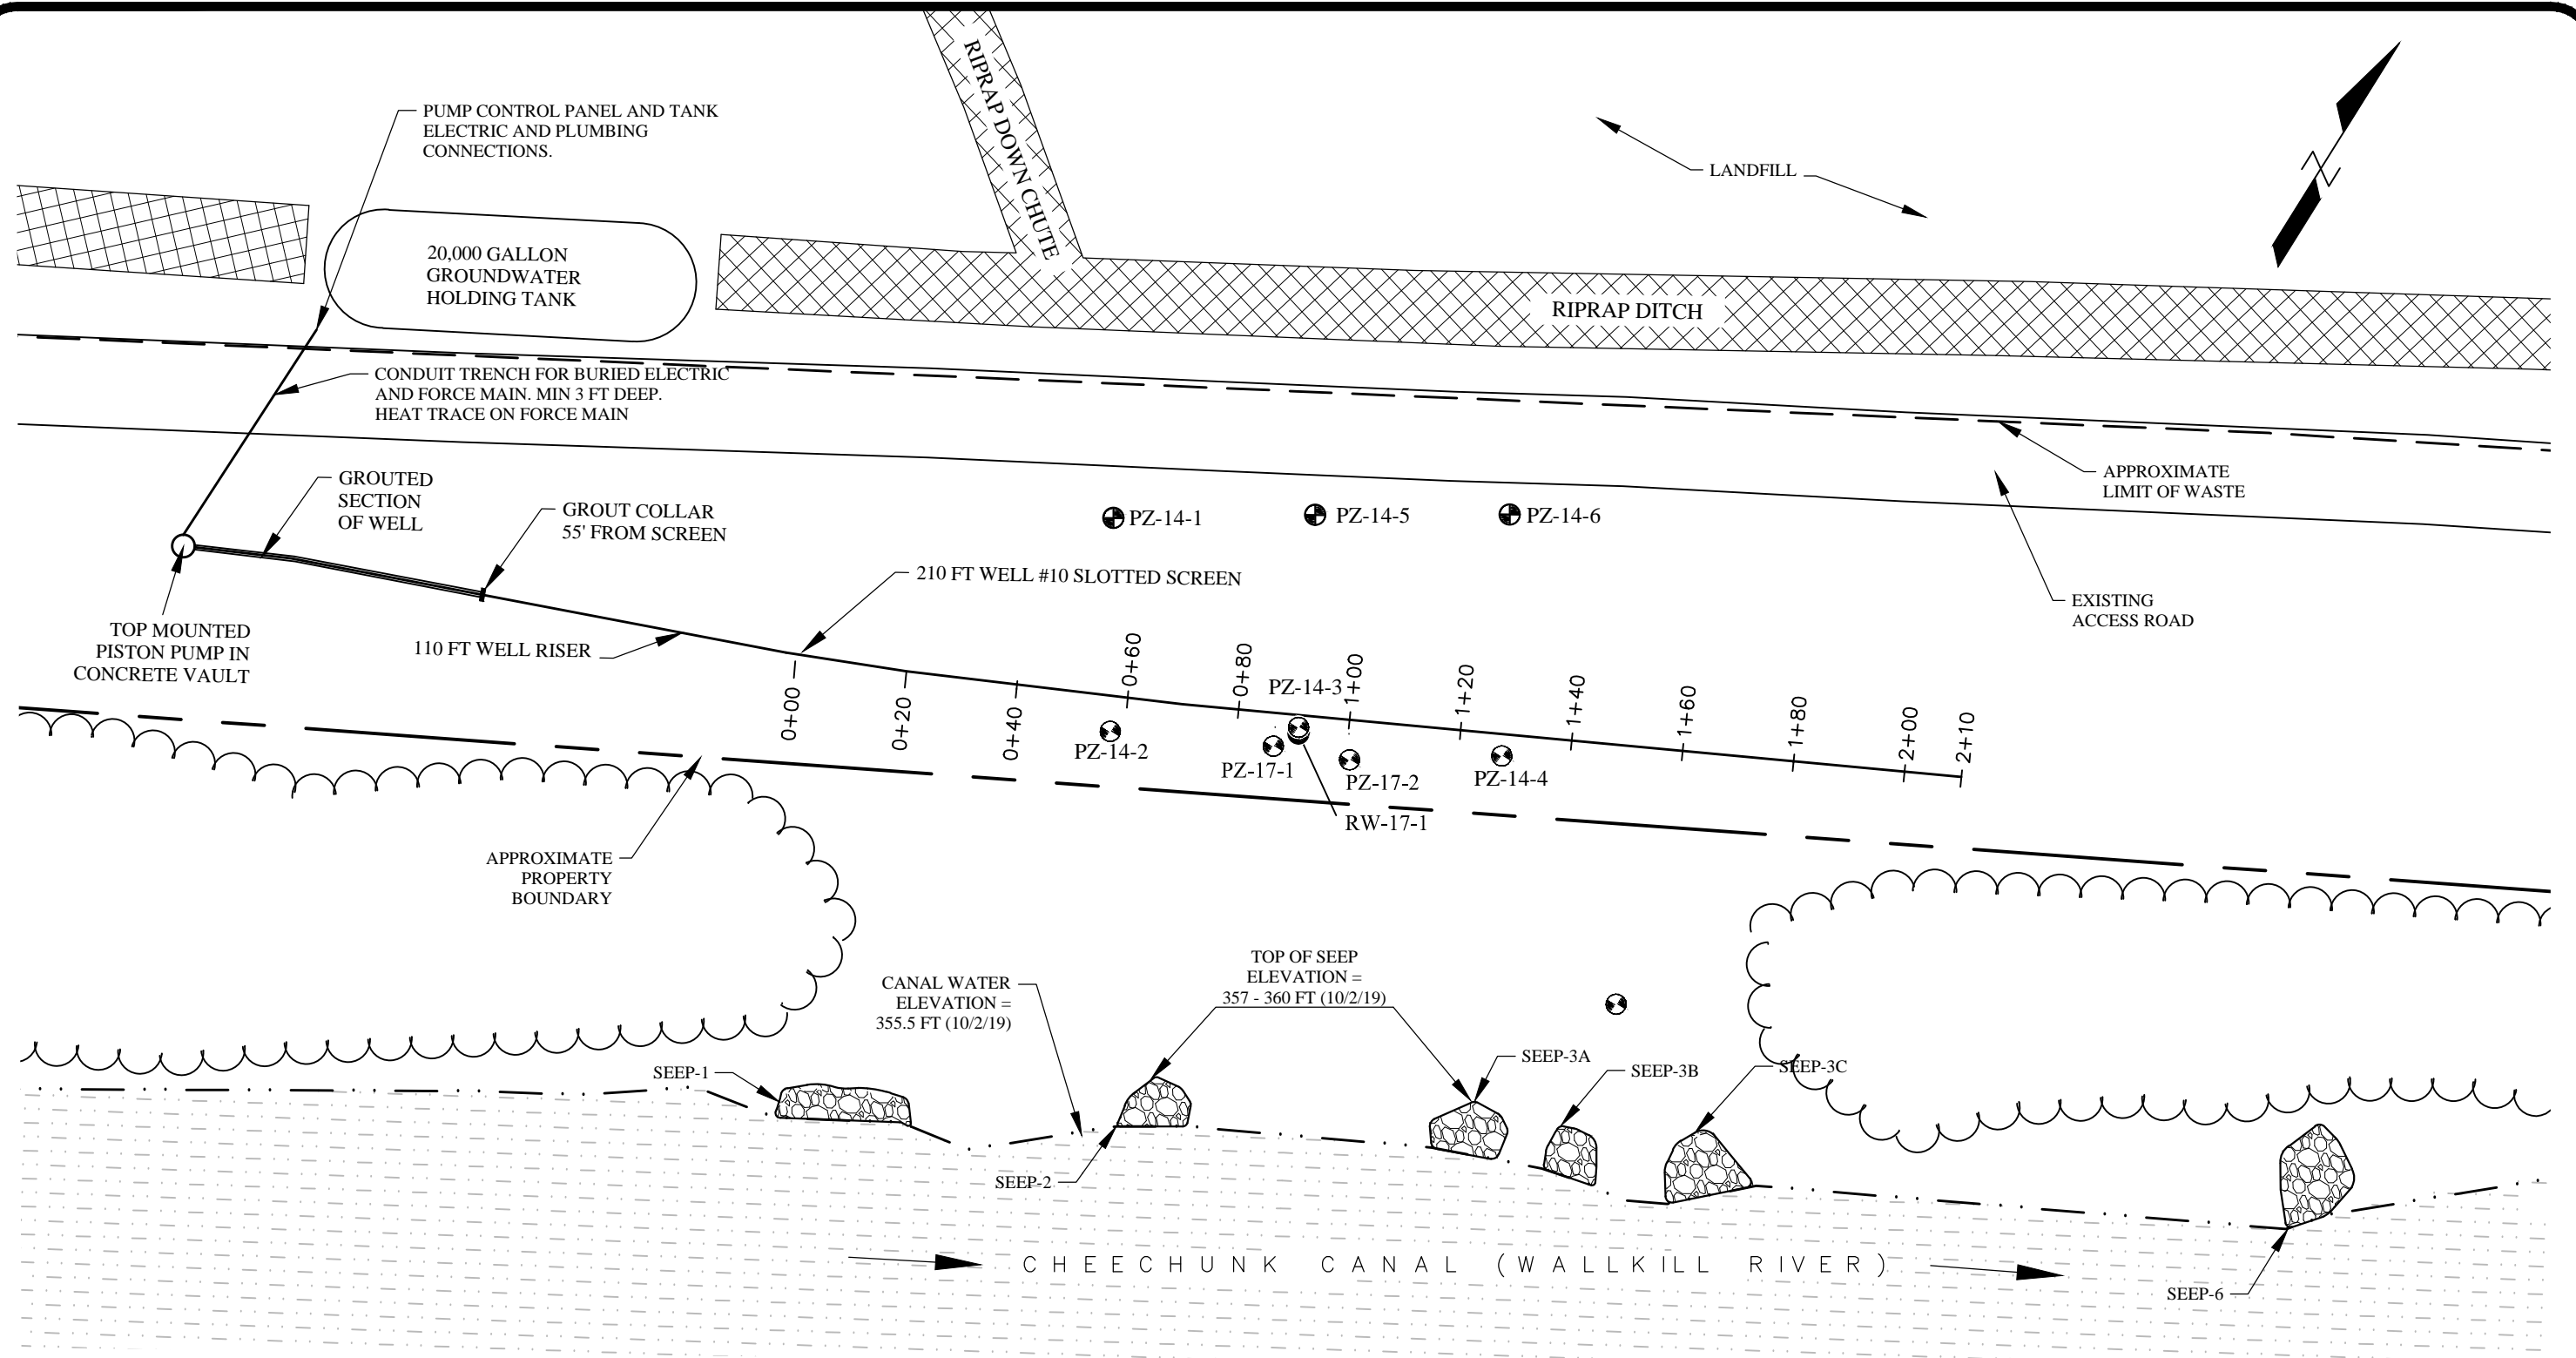 RIPRAP DOWN CHUTE
PUMP CONTROL PANEL AND TANK
ELECTRIC AND PLUMBING
CONNECTIONS.
LANDFILL
N
20,000 GALLON
GROUNDWATER
HOLDING TANK
RIPRAP DITCH
CONDUIT TRENCH FOR BURIED ELECTRIC
AND FORCE MAIN. MIN 3 FT DEEP.
HEAT TRACE ON FORCE MAIN
GROUTED
SECTION
OF WELL
GROUT COLLAR
55' FROM SCREEN
PZ-14-1
PZ-14-5
PZ-14-6
APPROXIMATE
LIMIT OF WASTE
210 FT WELL #10 SLOTTED SCREEN
EXISTING
ACCESS ROAD
TOP MOUNTED
PISTON PUMP IN
CONCRETE VAULT
110 FT WELL RISER
0+00
0+20
0+40
0+60
0+80
1+00
1+20
1+40
1+60
1+80
2+00
2+10
PZ-14-3
PZ-14-2
PZ-17-1
PZ-17-2
PZ-14-4
RW-17-1
APPROXIMATE
PROPERTY
BOUNDARY
CANAL WATER
ELEVATION =
355.5 FT (10/2/19)
TOP OF SEEP
ELEVATION =
357 - 360 FT (10/2/19)
SEEP-1
SEEP-2
SEEP-3A
SEEP-3B
SEEP-3C
CHEECHUNK CANAL (WALLKILL RIVER)
SEEP-6